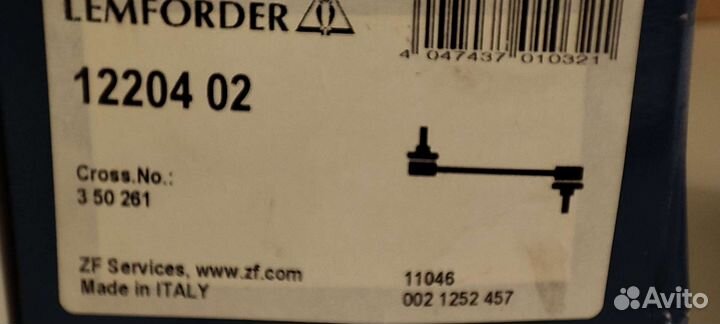 LEMFORDER
4 047437 010321
12204 02
Cross.No.:
3 50 261
ZF Services, www.zf.com
Made in ITALY
11046
002 1252 457
Avito